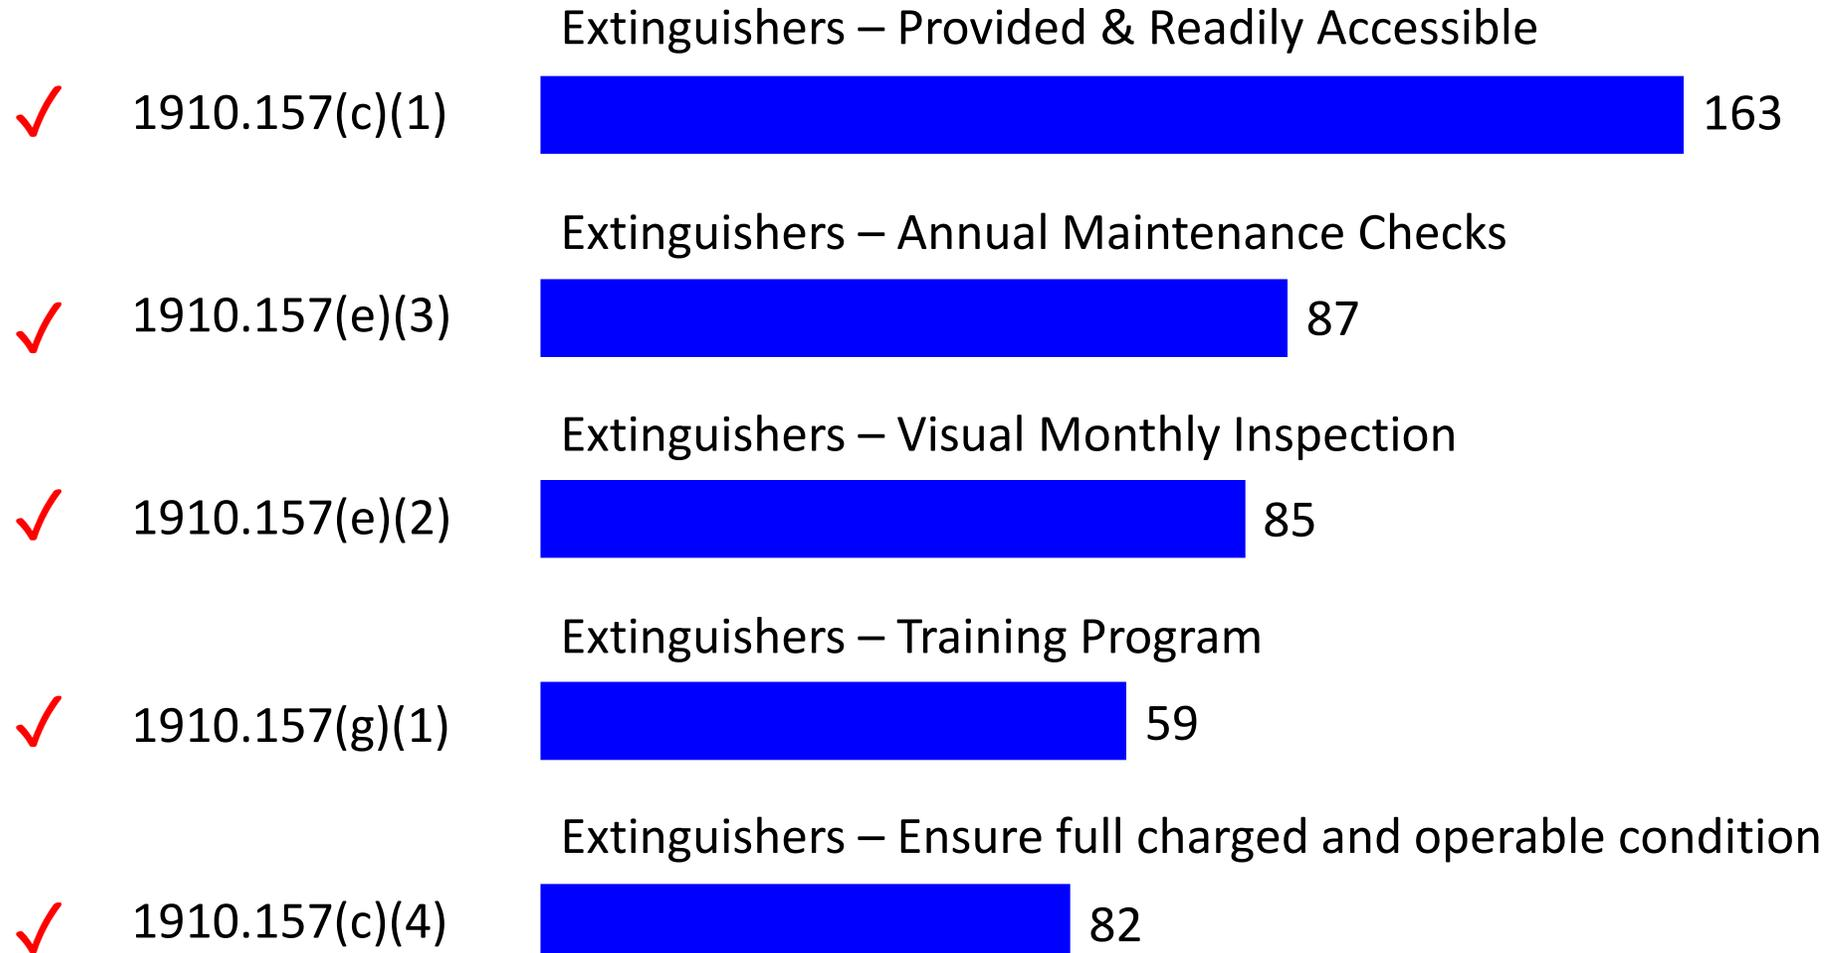 Extinguishers – Provided & Readily Accessible
✓ 1910.157(c)(1) 163
Extinguishers – Annual Maintenance Checks
✓ 1910.157(e)(3) 87
Extinguishers – Visual Monthly Inspection
✓ 1910.157(e)(2) 85
Extinguishers – Training Program
✓ 1910.157(g)(1) 59
Extinguishers – Ensure full charged and operable condition
✓ 1910.157(c)(4) 82